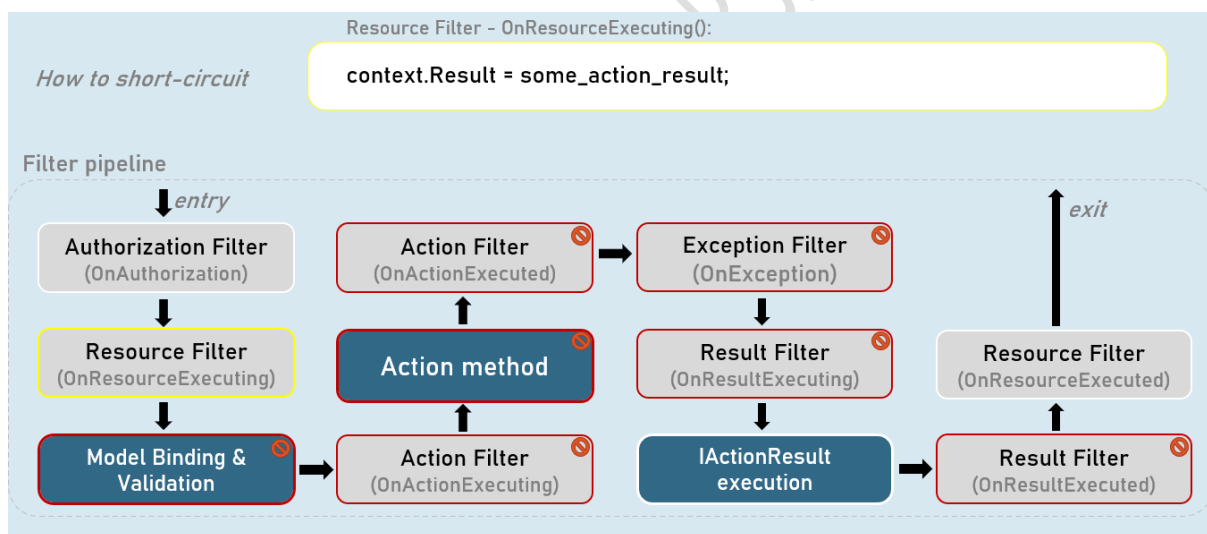 Resource Filter - OnResourceExecuting():
How to short-circuit
context.Result = some_action_result;
Filter pipeline
entry
Authorization Filter
(OnAuthorization)
Resource Filter
(OnResourceExecuting)
Model Binding &
Validation
Action Filter
(OnActionExecuting)
Action method
Action Filter
(OnActionExecuted)
Exception Filter
(OnException)
Result Filter
(OnResultExecuting)
IActionResult
execution
Result Filter
(OnResultExecuted)
Resource Filter
(OnResourceExecuted)
exit